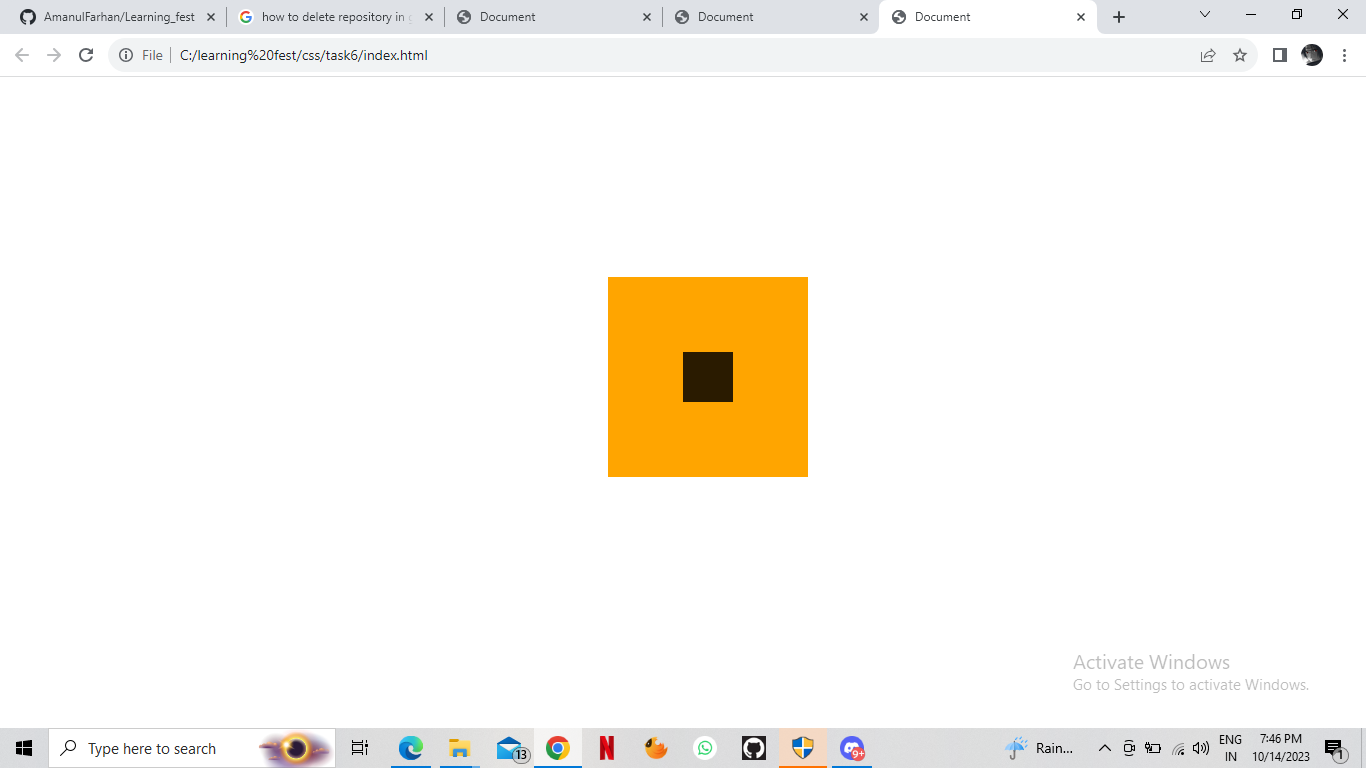 AmanulFarhan/Learning_fest
how to delete repository in g
Document
Document
Document
File
C:/learning%20fest/css/task6/index.html
Activate Windows
Go to Settings to activate Windows.
Type here to search
13
N
9+
Rain...
ENG
IN
7:46 PM
10/14/2023
1